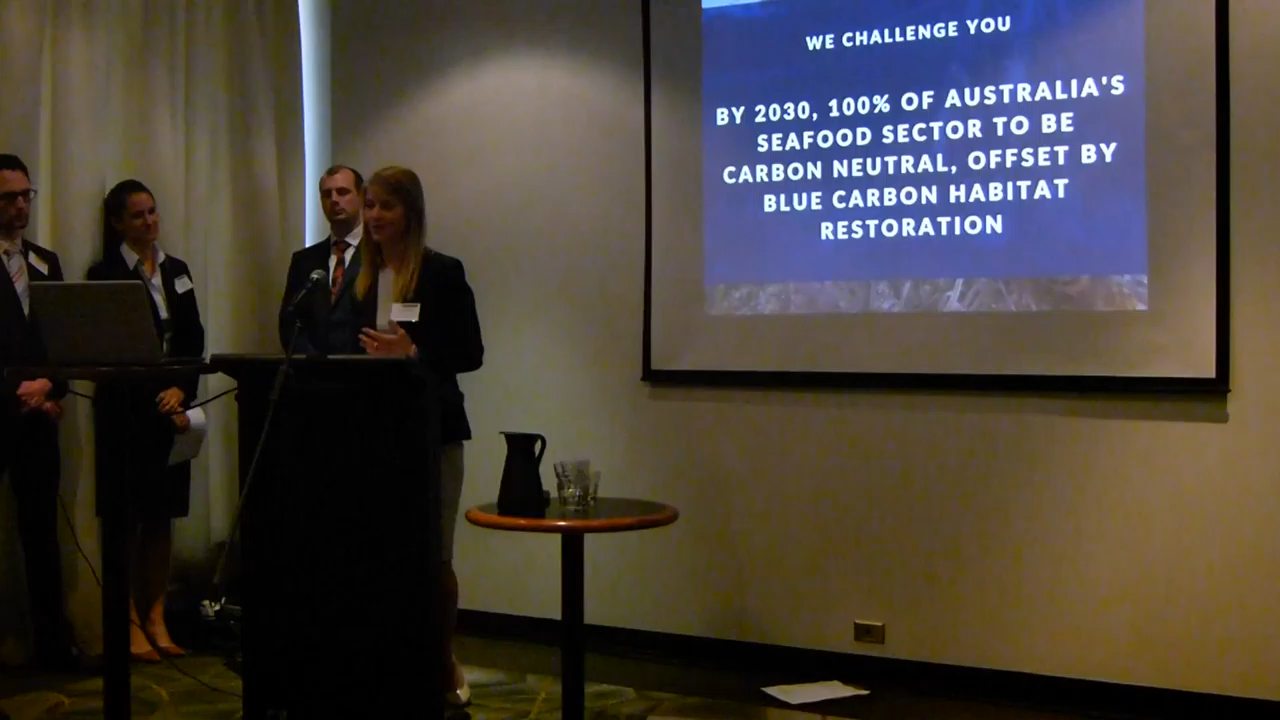 WE CHALLENGE YOU
BY 2030, 100% OF AUSTRALIA'S
SEAFOOD SECTOR TO BE
CARBON NEUTRAL, OFFSET BY
BLUE CARBON HABITAT
RESTORATION